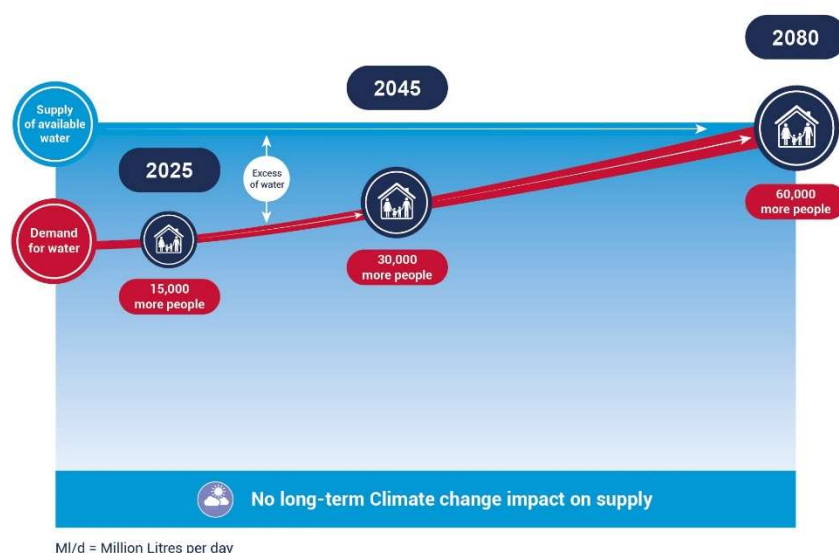 2080
2045
Supply
of available
water
2025
Excess
of water
Demand
for water
60,000
more people
30,000
more people
15,000
more people
No long-term Climate change impact on supply
Ml/d = Million Litres per day